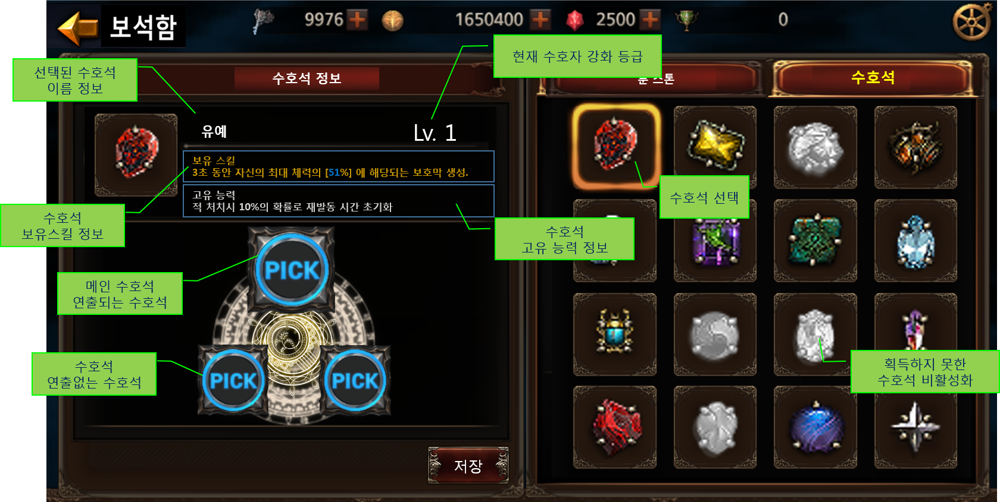 보석함
9976
1650400
2500
0
현재 수호자 강화 등급
선택된 수호석
이름 정보
수호석 정보
룬 스톤
수호석
유예
Lv. 1
보유 스킬
3초 동안 자신의 최대 체력의 [51%] 에 해당되는 보호막 생성.
고유 능력
적 처치시 10%의 확률로 재발동 시간 초기화
수호석 선택
수호석
보유스킬 정보
수호석
고유 능력 정보
PICK
메인 수호석
연출되는 수호석
수호석
연출없는 수호석
PICK
PICK
획득하지 못한
수호석 비활성화
저장